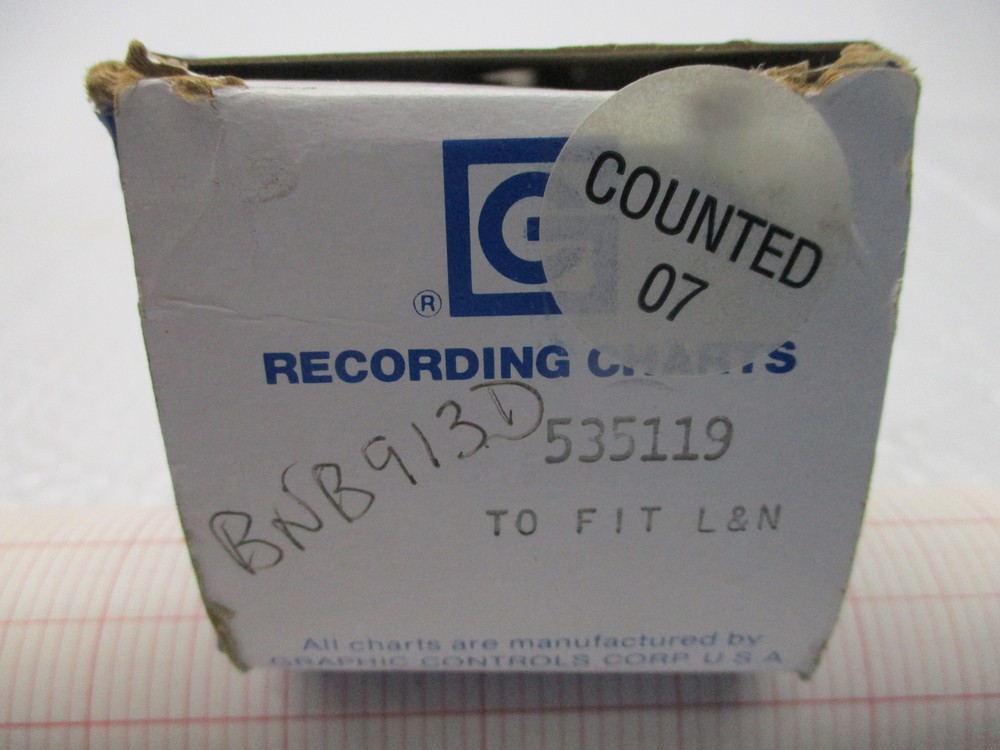 COUNTED
07
®
RECORDING CHARTS
BNB913D
535119
TO FIT L&N
All charts are manufactured by
GRAPHIC CONTROLS CORP U S A